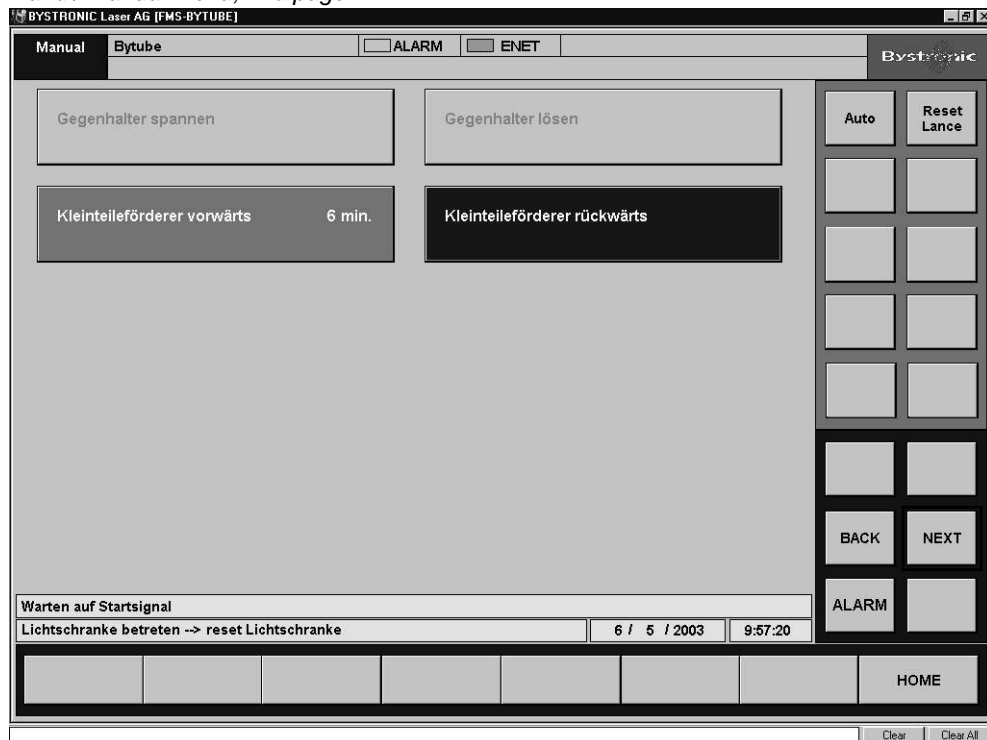 BYSTRONIC Laser AG [FMS-BYTUBE]
Manual
Bytube
ALARM
ENET
Bystronic
Gegenhalter spannen
Gegenhalter lösen
Auto
Reset
Lance
Kleinteileförderer vorwärts 6 min.
Kleinteileförderer rückwärts
BACK
NEXT
Warten auf Startsignal
ALARM
Lichtschranke betreten --> reset Lichtschranke
6 / 5 / 2003
9:57:20
HOME
Clear
Clear All